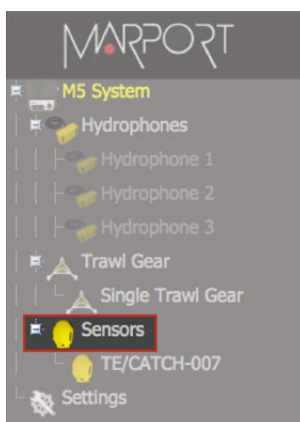 MARPORT
M5 System
Hydrophones
Hydrophone 1
Hydrophone 2
Hydrophone 3
Trawl Gear
Single Trawl Gear
Sensors
TE/CATCH-007
Settings